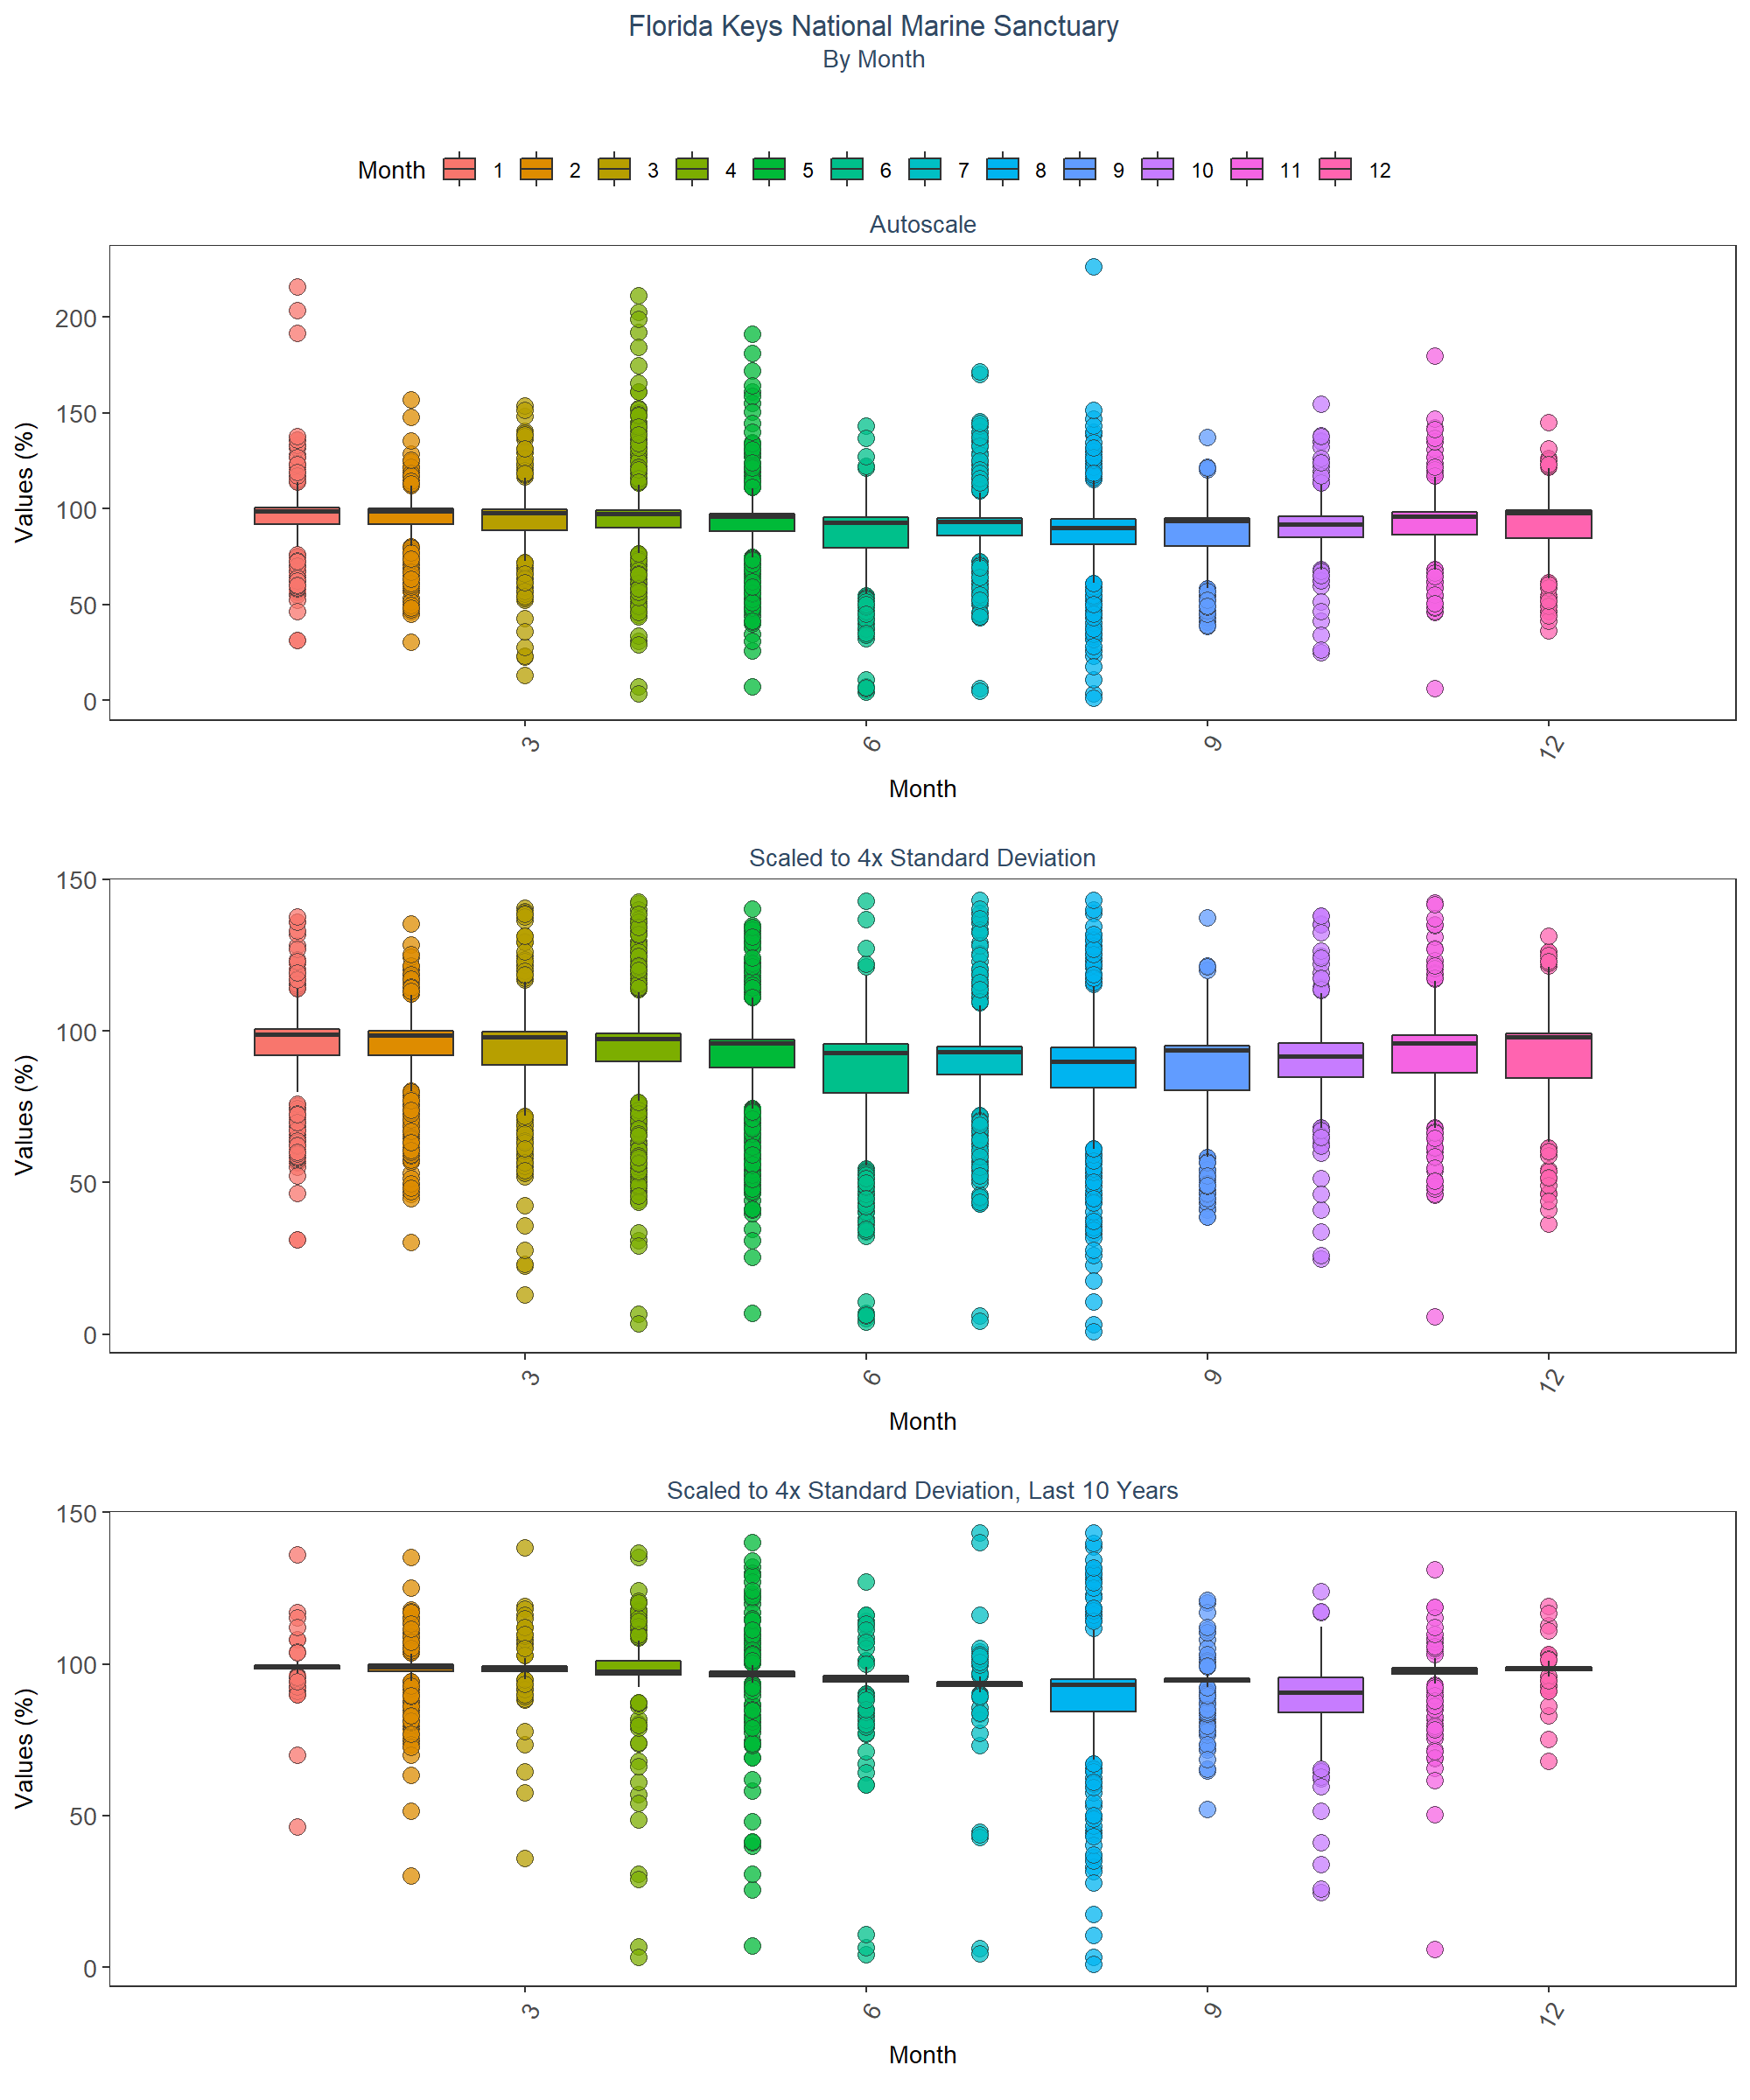 Florida Keys National Marine Sanctuary
By Month
Month 1 2 3 4 5 6 7 8 9 10 11 12
Autoscale
Values (%)
200
150
100
50
0
3 6 9 12
Month
Scaled to 4x Standard Deviation
Values (%)
150
100
50
0
3 6 9 12
Month
Scaled to 4x Standard Deviation, Last 10 Years
Values (%)
150
100
50
0
3 6 9 12
Month